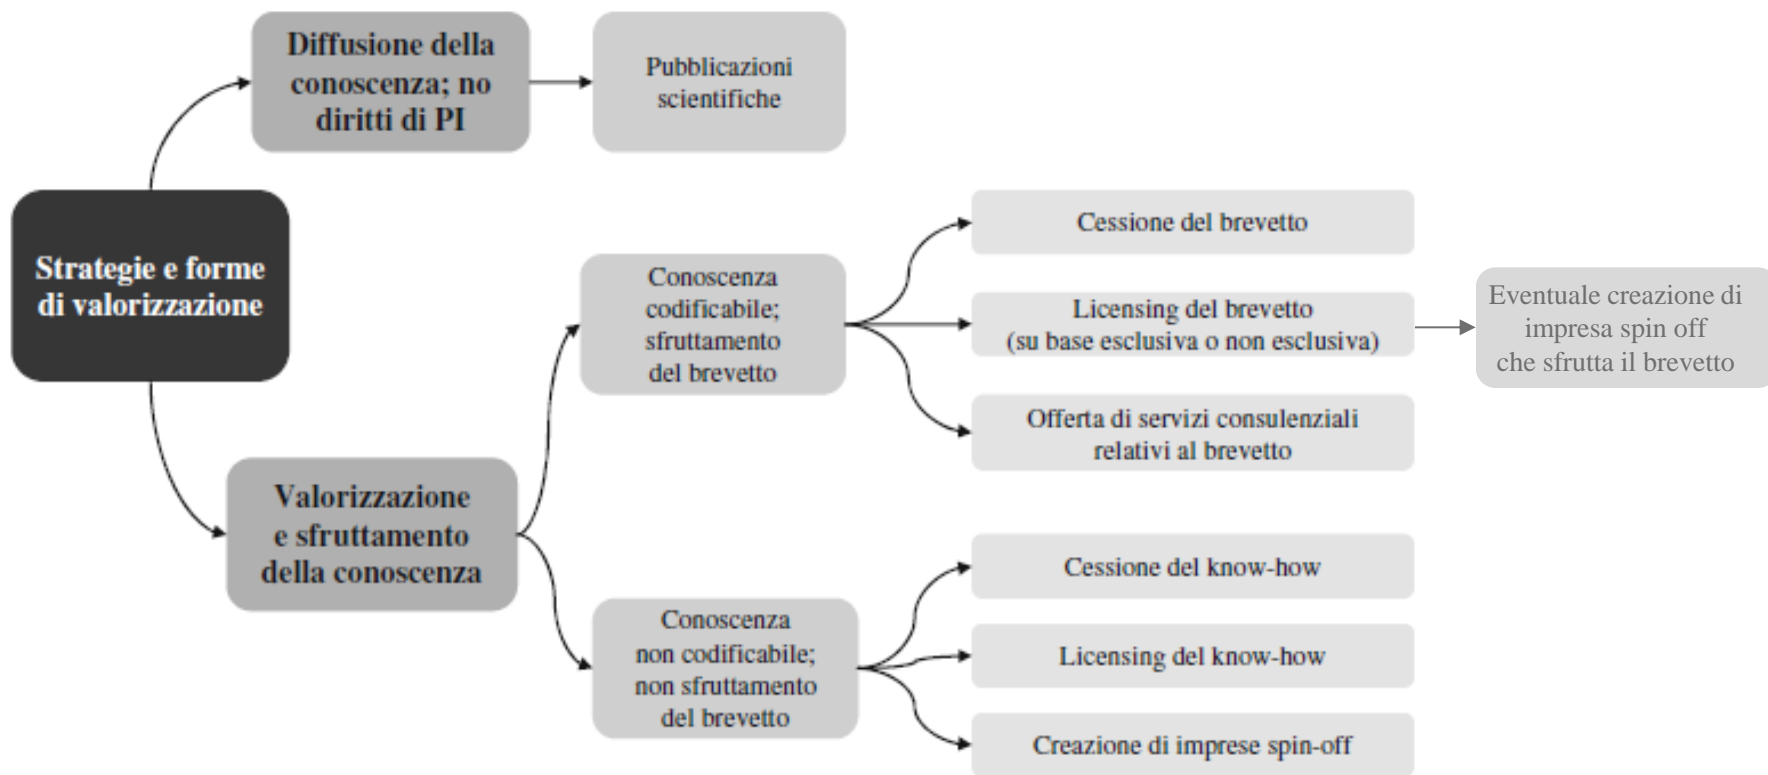 Diffusione della
conoscenza; no
diritti di PI
Pubblicazioni
scientifiche
Strategie e forme
di valorizzazione
Conoscenza
codificabile;
sfruttamento
del brevetto
Cessione del brevetto
Licensing del brevetto
(su base esclusiva o non esclusiva)
Eventuale creazione di
impresa spin off
che sfrutta il brevetto
Offerta di servizi consulenziali
relativi al brevetto
Valorizzazione
e sfruttamento
della conoscenza
Conoscenza
non codificabile;
non sfruttamento
del brevetto
Cessione del know-how
Licensing del know-how
Creazione di imprese spin-off